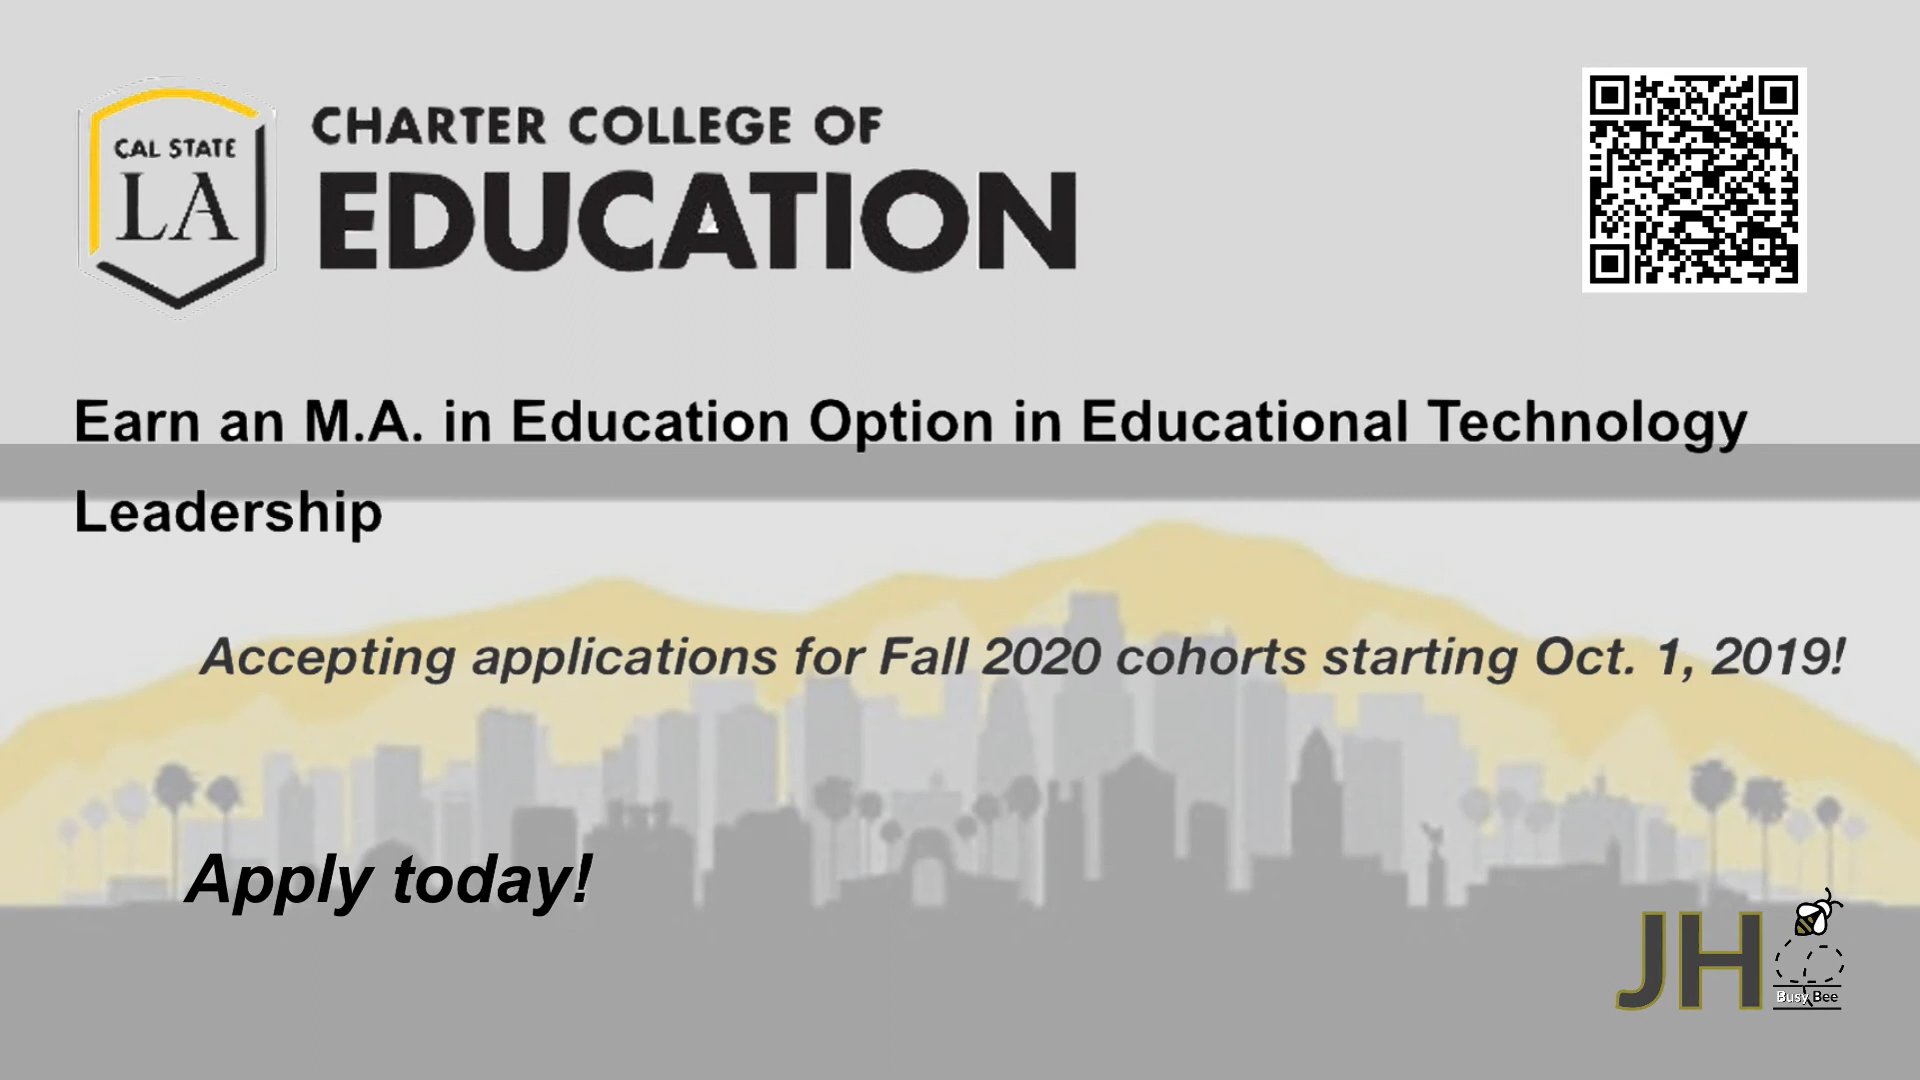 CAL STATE
LA
CHARTER COLLEGE OF
EDUCATION
Earn an M.A. in Education Option in Educational Technology
Leadership
Accepting applications for Fall 2020 cohorts starting Oct. 1, 2019!
Apply today!
JH
Busy Bee